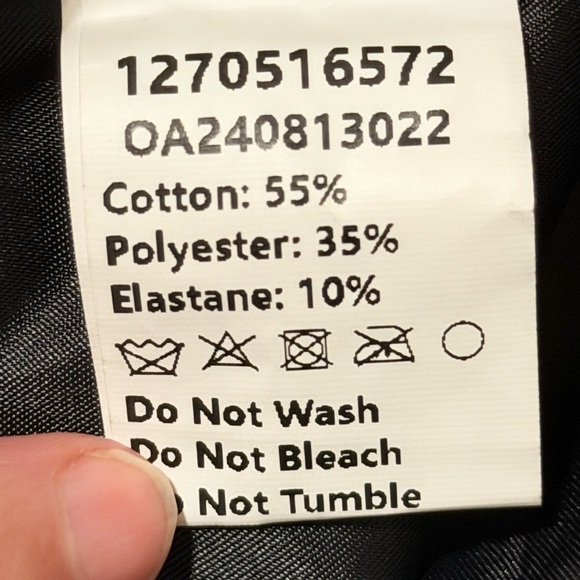 1270516572
OA240813022
Cotton: 55%
Polyester: 35%
Elastane: 10%
Do Not Wash
Do Not Bleach
Not Tumble